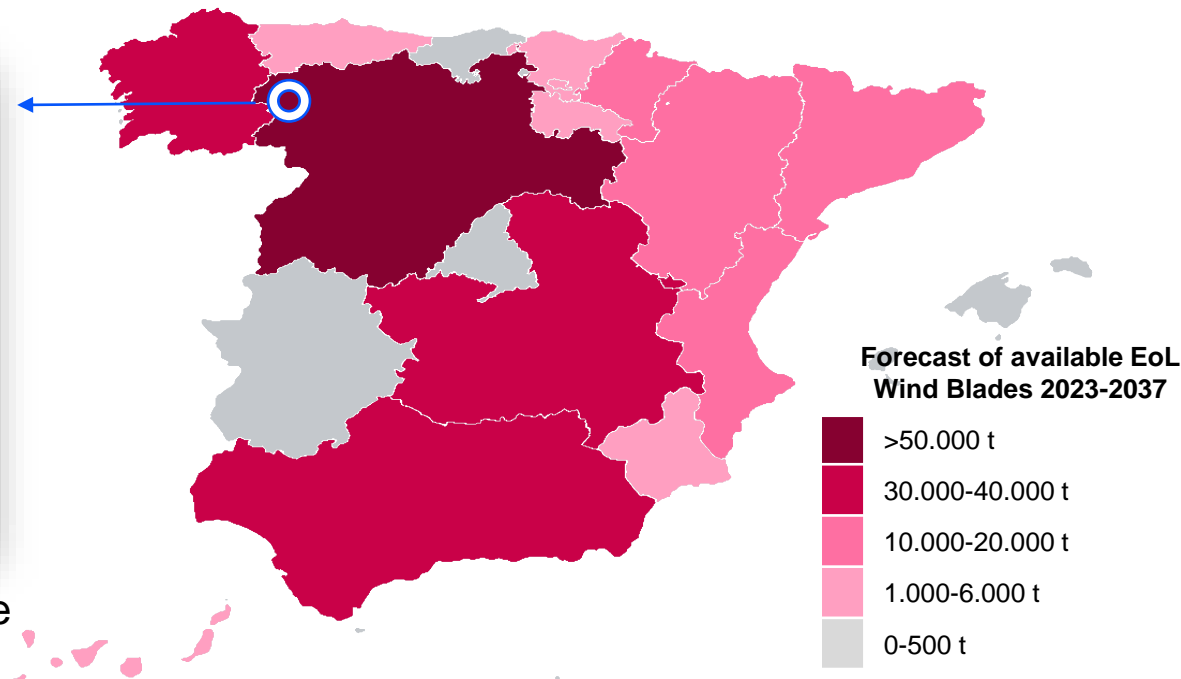 Forecast of available EoL
Wind Blades 2023-2037
>50.000 t
30.000-40.000 t
10.000-20.000 t
e
1.000-6.000 t
0-500 t